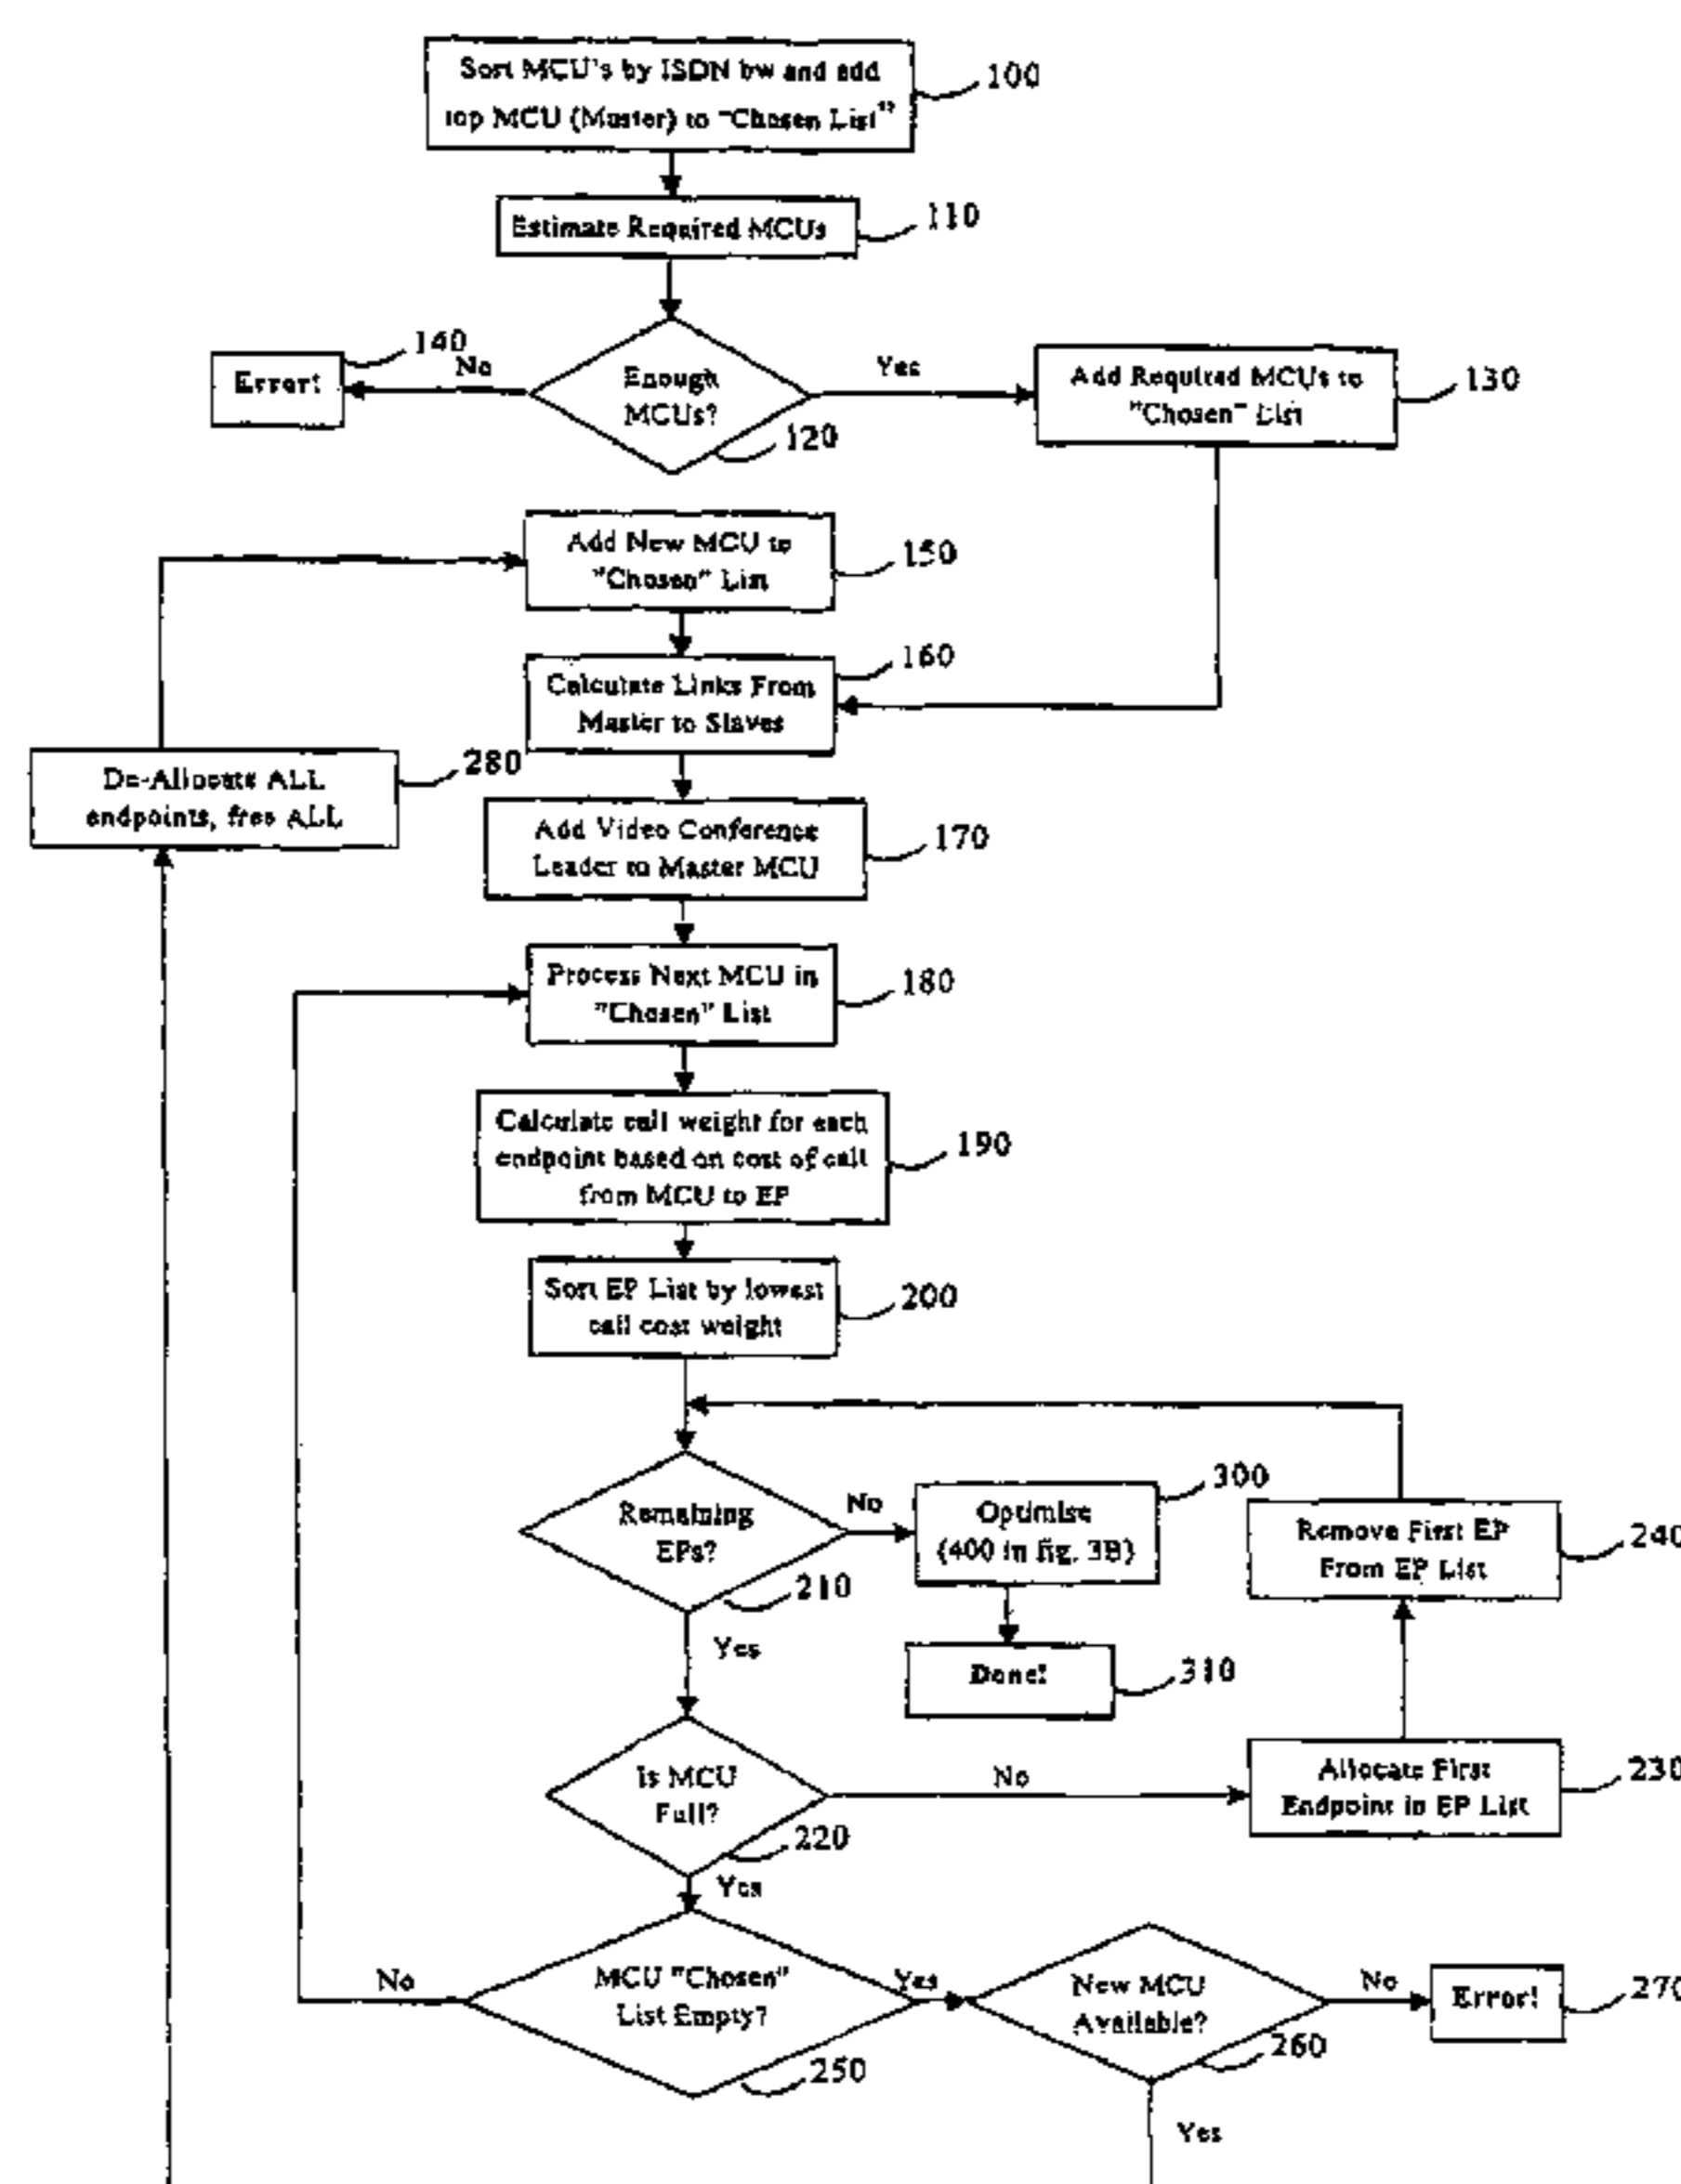 Sort MCU's by ISDN bw and add
top MCU (Master) to "Chosen List"
100
Estimate Required MCUs
110
140
Error!
No
Enough
MCUs?
120
Yes
Add Required MCUs to
"Chosen" List
130
Add New MCU to
"Chosen" List
150
Calculate Links From
Master to Slaves
160
De-Allocate ALL
endpoints, free ALL
280
Add Video Conference
Leader to Master MCU
170
Process Next MCU in
"Chosen" List
180
Calculate call weight for each
endpoint based on cost of call
from MCU to EP
190
Sort EP List by lowest
call cost weight
200
Remaining
EPs?
210
No
Optimise
(400 in fig. 3B)
300
Remove First EP
From EP List
240
Yes
Done!
310
Is MCU
Full?
220
No
Allocate First
Endpoint in EP List
230
Yes
No
MCU "Chosen"
List Empty?
250
Yes
New MCU
Available?
260
No
Error!
270
Yes